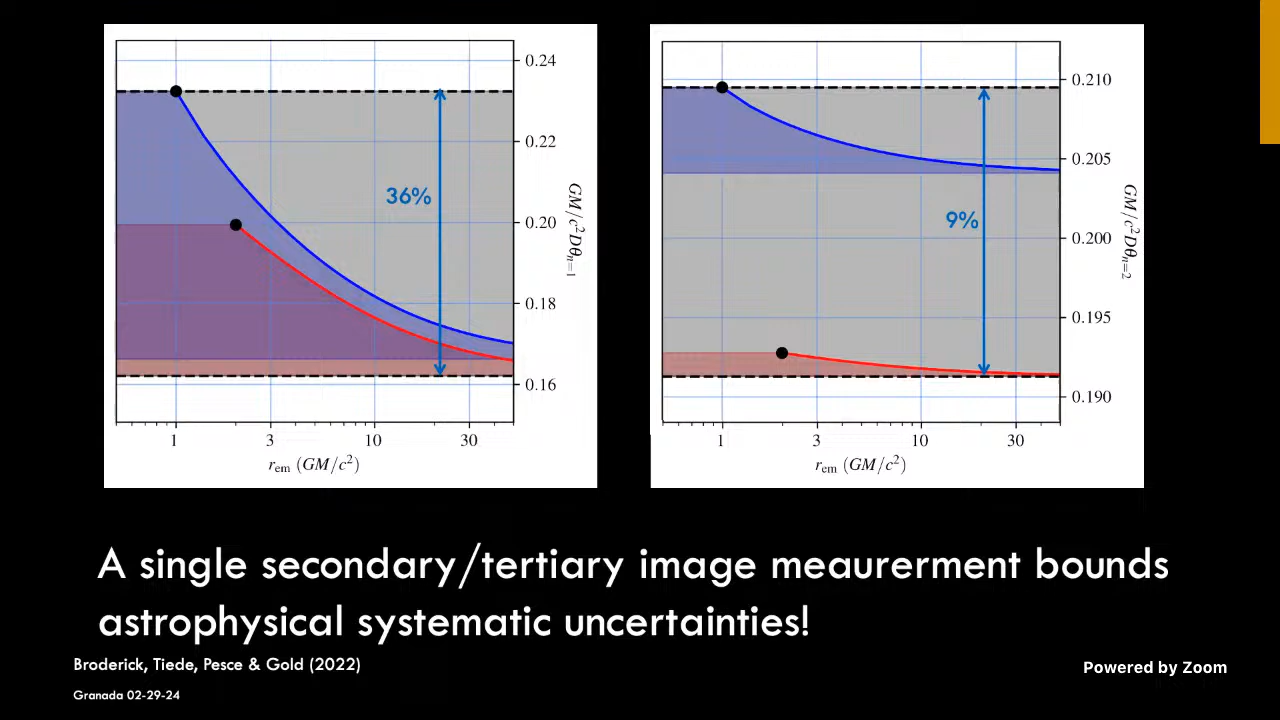 0.24
0.22
0.20
0.18
0.16
36%
GM/c²Dθₙ₌₁
1 3 10 30
r_em (GM/c²)
0.210
0.205
0.200
0.195
0.190
9%
GM/c²Dθₙ₌₂
1 3 10 30
r_em (GM/c²)
A single secondary/tertiary image meaurerment bounds
astrophysical systematic uncertainties!
Broderick, Tiede, Pesce & Gold (2022)
Powered by Zoom
Granada 02-29-24